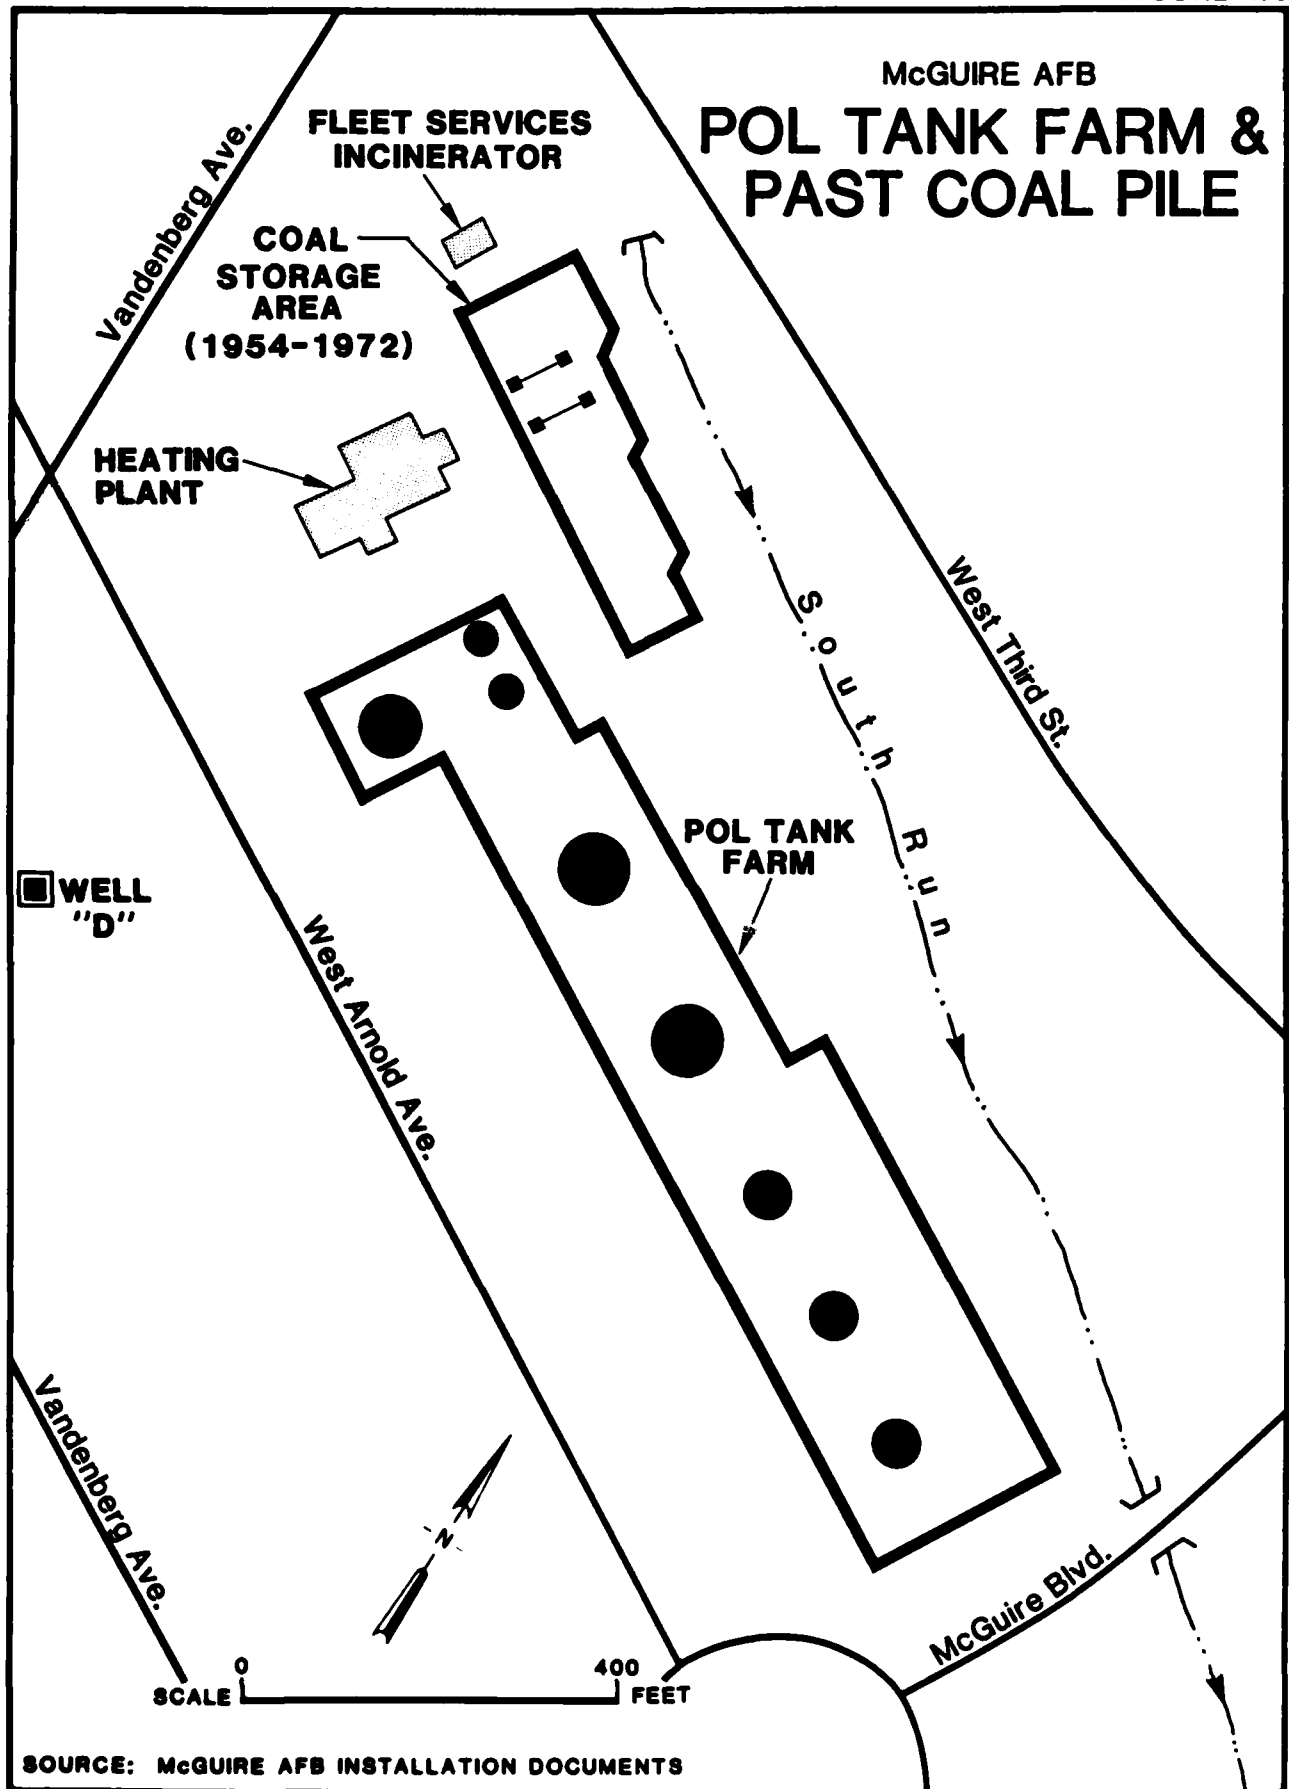 McGUIRE AFB
POL TANK FARM &
PAST COAL PILE
FLEET SERVICES
INCINERATOR
Vandenberg Ave.
COAL
STORAGE
AREA
(1954-1972)
HEATING
PLANT
South Run
West Third St.
POL TANK
FARM
WELL
"D"
West Arnold Ave.
Vandenberg Ave.
N
McGuire Blvd.
0 400
SCALE FEET
SOURCE: McGUIRE AFB INSTALLATION DOCUMENTS